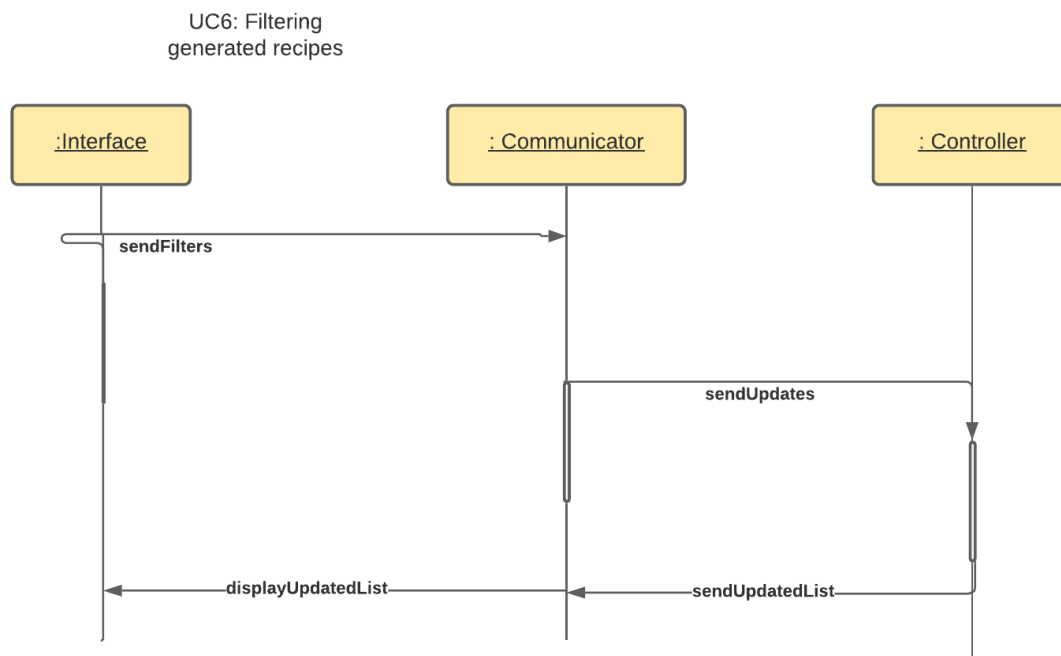 UC6: Filtering
generated recipes
:Interface
: Communicator
: Controller
sendFilters
sendUpdates
displayUpdatedList
sendUpdatedList